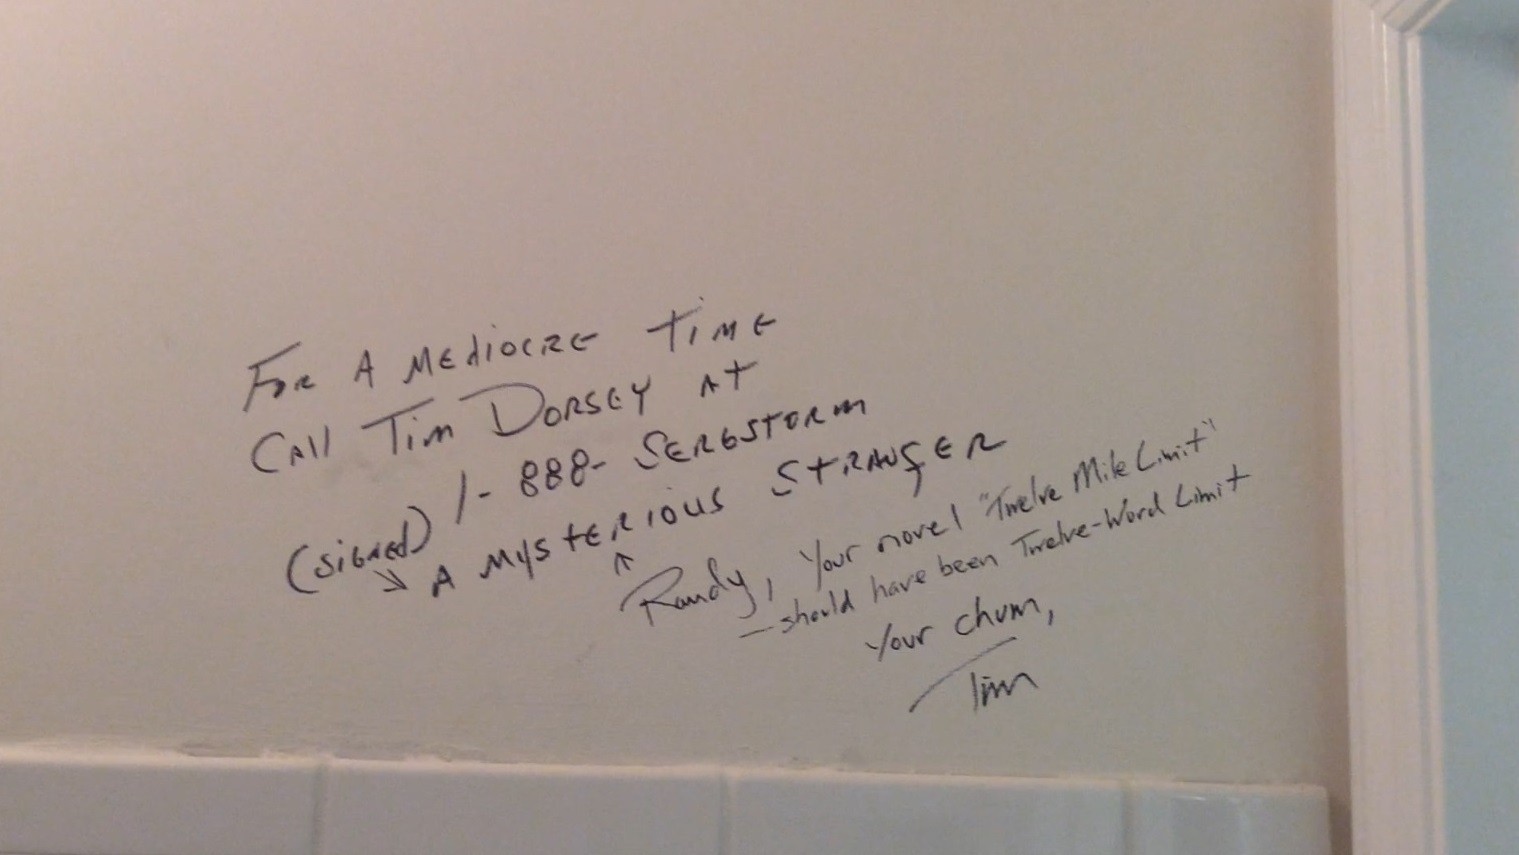 For A Mediocre Time
Call Tim Dorsey At
1-888-SERGSTORM
(signed)
A Mysterious Stranger
Randy, Your novel "Twelve Mile Limit"
– should have been Twelve-Word Limit
Your chum,
Tim